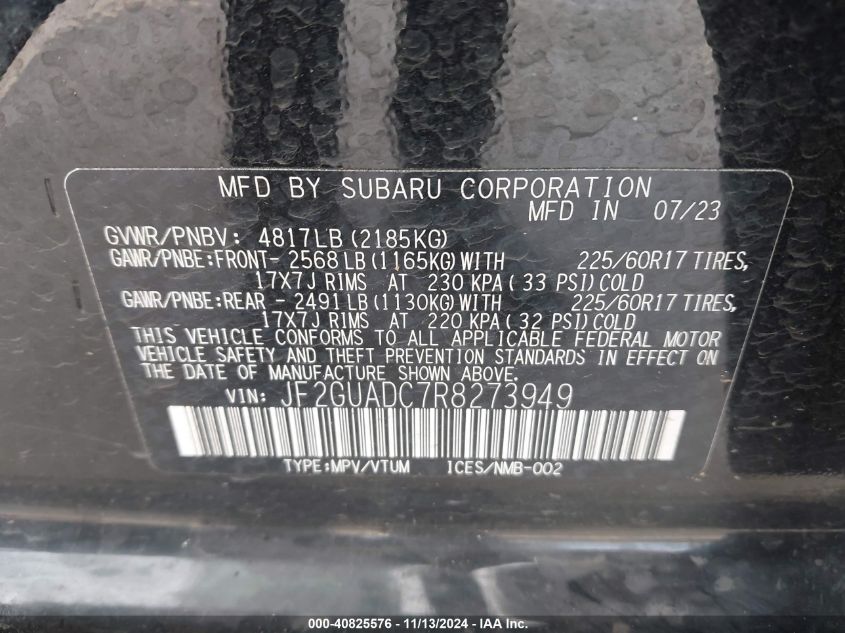 MFD BY SUBARU CORPORATION
MFD IN 07/23
GVWR/PNBV: 4817LB (2185KG)
GAWR/PNBE:FRONT- 2568LB (1165KG) WITH 225/60R17 TIRES,
17X7J RIMS AT 230 KPA ( 33 PSI) COLD
GAWR/PNBE:REAR - 2491LB (1130KG) WITH 225/60R17 TIRES,
17X7J RIMS AT 220 KPA ( 32 PSI) COLD
THIS VEHICLE CONFORMS TO ALL APPLICABLE FEDERAL MOTOR
VEHICLE SAFETY AND THEFT PREVENTION STANDARDS IN EFFECT ON
THE DATE OF MANUFACTURE SHOWN ABOVE.
VIN: JF2GUADC7R8273949
TYPE:MPV/VTUM ICES/NMB-002
000-40825576 - 11/13/2024 - IAA Inc.